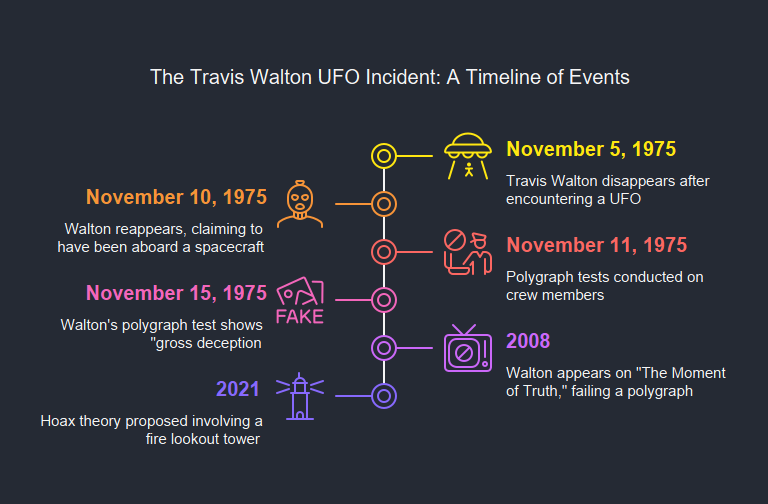 The Travis Walton UFO Incident: A Timeline of Events
November 5, 1975
Travis Walton disappears after
encountering a UFO
November 10, 1975
Walton reappears, claiming to
have been aboard a spacecraft
November 11, 1975
Polygraph tests conducted on
crew members
November 15, 1975
Walton's polygraph test shows
"gross deception
FAKE
2008
Walton appears on "The Moment
of Truth," failing a polygraph
2021
Hoax theory proposed involving a
fire lookout tower